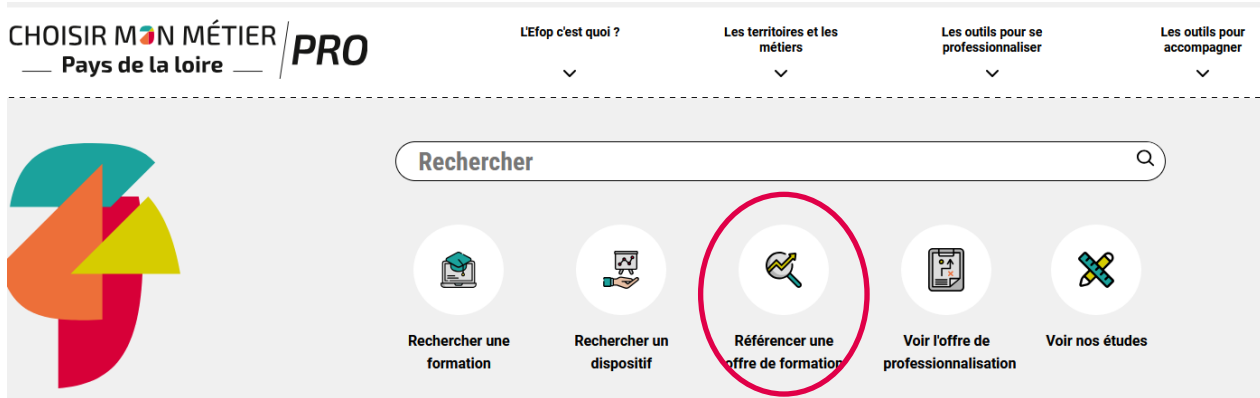 CHOISIR MON MÉTIER
Pays de la loire
PRO
L'Efop c'est quoi ?
Les territoires et les
métiers
Les outils pour se
professionnaliser
Les outils pour
accompagner
Rechercher
Rechercher une
formation
Rechercher un
dispositif
Référencer une
offre de formation
Voir l'offre de
professionnalisation
Voir nos études